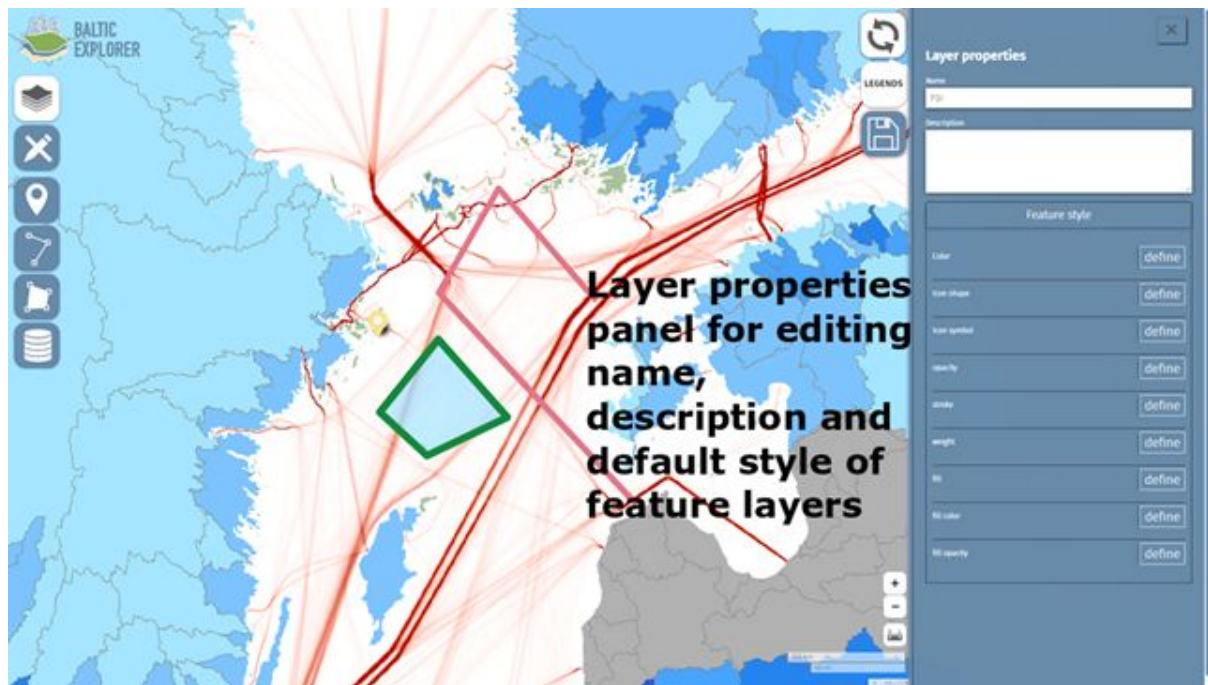 BALTIC
EXPLORER
LEGENDS
Layer properties
Name
Description
Feature style
Color define
Icon shape define
Icon symbol define
opacity define
stroke define
weight define
fill define
fill color define
fill opacity define
Layer properties
panel for editing
name,
description and
default style of
feature layers
+
-